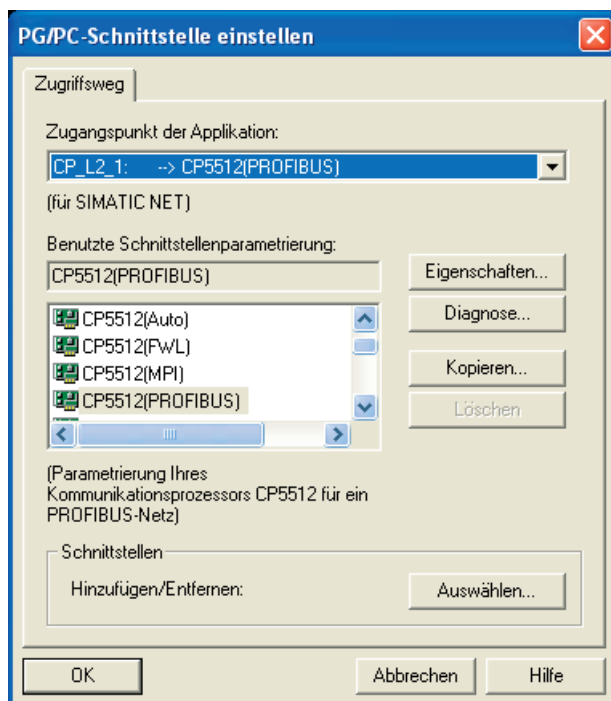 PG/PC-Schnittstelle einstellen
Zugriffsweg
Zugangspunkt der Applikation:
CP_L2_1: --> CP5512(PROFIBUS)
(für SIMATIC NET)
Benutzte Schnittstellenparametrierung:
CP5512(PROFIBUS)
Eigenschaften...
CP5512(Auto)
CP5512(FWL)
CP5512(MPI)
CP5512(PROFIBUS)
Diagnose...
Kopieren...
Löschen
(Parametrierung Ihres
Kommunikationsprozessors CP5512 für ein
PROFIBUS-Netz)
Schnittstellen
Hinzufügen/Entfernen:
Auswählen...
OK
Abbrechen
Hilfe